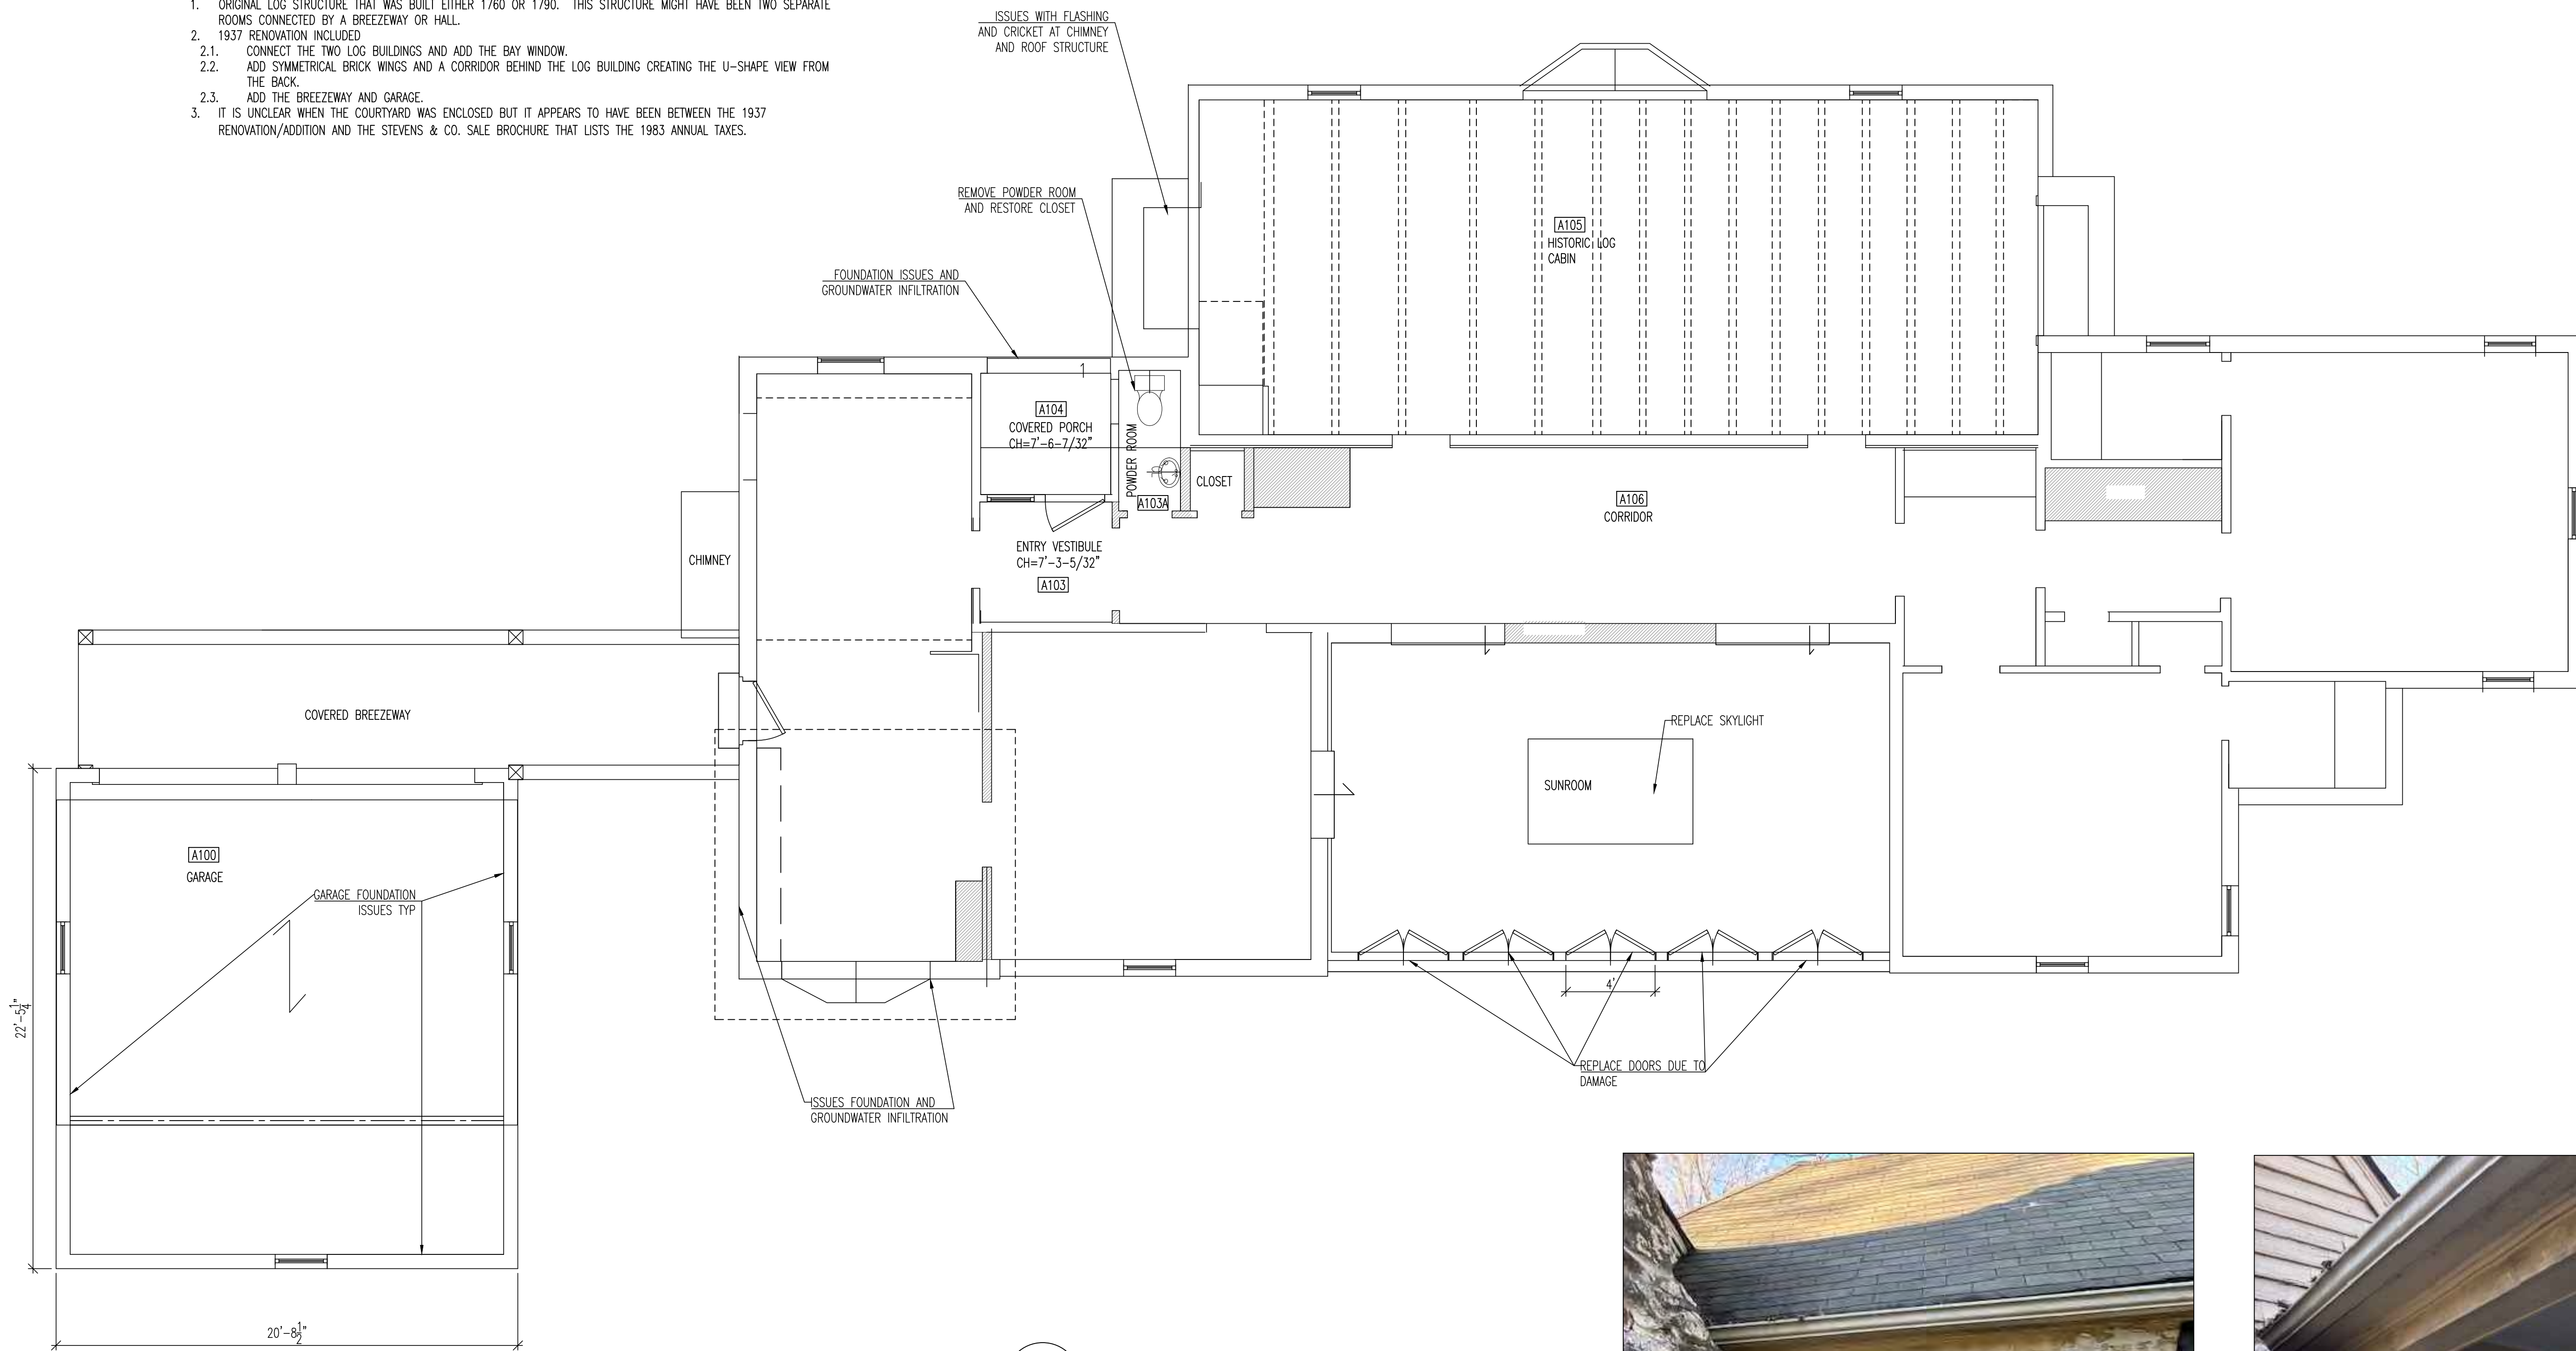 1. ORIGINAL LOG STRUCTURE THAT WAS BUILT EITHER 1760 OR 1790. THIS STRUCTURE MIGHT HAVE BEEN TWO SEPARATE
ROOMS CONNECTED BY A BREEZEWAY OR HALL.
2. 1937 RENOVATION INCLUDED
2.1. CONNECT THE TWO LOG BUILDINGS AND ADD THE BAY WINDOW.
2.2. ADD SYMMETRICAL BRICK WINGS AND A CORRIDOR BEHIND THE LOG BUILDING CREATING THE U-SHAPE VIEW FROM
THE BACK.
2.3. ADD THE BREEZEWAY AND GARAGE.
3. IT IS UNCLEAR WHEN THE COURTYARD WAS ENCLOSED BUT IT APPEARS TO HAVE BEEN BETWEEN THE 1937
RENOVATION/ADDITION AND THE STEVENS & CO. SALE BROCHURE THAT LISTS THE 1983 ANNUAL TAXES.
ISSUES WITH FLASHING
AND CRICKET AT CHIMNEY
AND ROOF STRUCTURE
REMOVE POWDER ROOM
AND RESTORE CLOSET
FOUNDATION ISSUES AND
GROUNDWATER INFILTRATION
A105
HISTORIC LOG
CABIN
1
A104
COVERED PORCH
CH=7'-6-7/32"
POWDER ROOM
A103A
CLOSET
A106
CORRIDOR
ENTRY VESTIBULE
CH=7'-3-5/32"
A103
CHIMNEY
COVERED BREEZEWAY
REPLACE SKYLIGHT
SUNROOM
A100
GARAGE
GARAGE FOUNDATION
ISSUES TYP
4'
22'-5 1/4"
REPLACE DOORS DUE TO
DAMAGE
ISSUES FOUNDATION AND
GROUNDWATER INFILTRATION
20'-8 1/2"